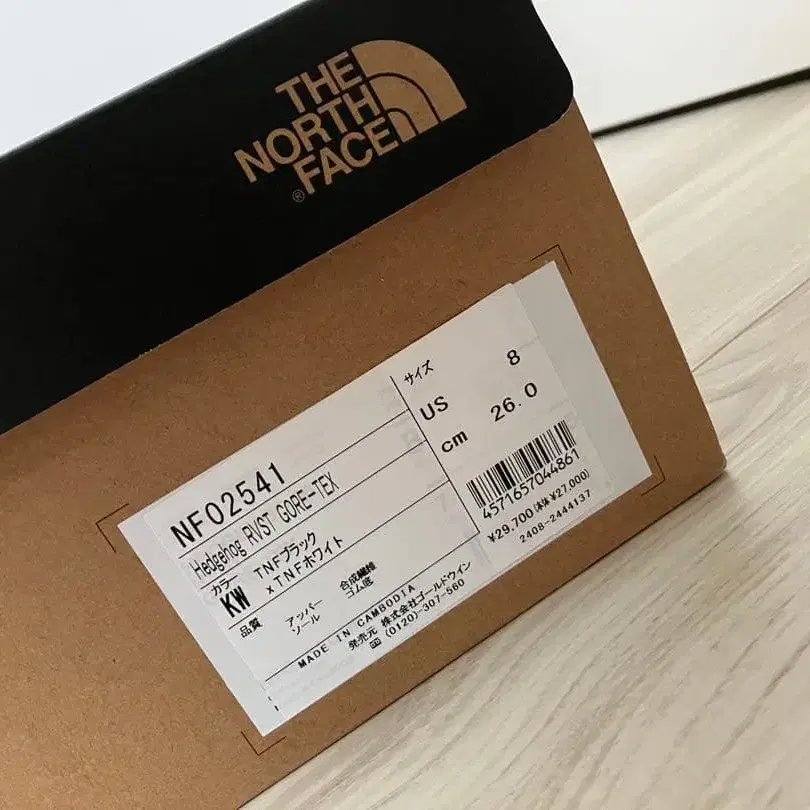 THE
NORTH
FACE
®
NF02541
Hedgehog RVST GORE-TEX
カラー
KW TNFブラック
xTNFホワイト
品質 アッパー 合成繊維
ソール ゴム底
MADE IN CAMBODIA
発売元 株式会社ゴールドウイン
(0120)-307-560
サイズ
US 8
cm 26.0
4571657044861
¥29,700(本体¥27,000)
2408-2444137